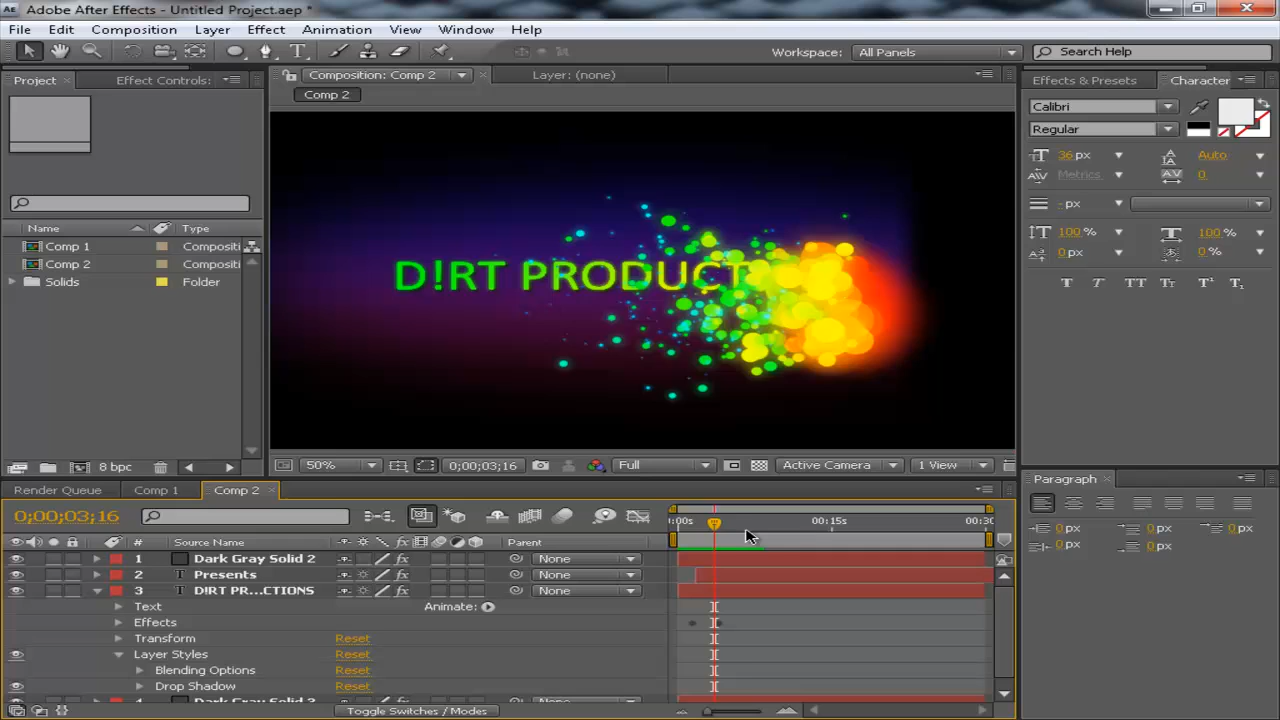 Adobe After Effects - Untitled Project.aep *
File Edit Composition Layer Effect Animation View Window Help
Workspace: All Panels Search Help
Project Effect Controls: Composition: Comp 2 Layer: (none) Effects & Presets Character
Comp 2
Calibri
Regular
36 px Auto
Metrics 0
- px
100 % 100 %
0 px 0 %
T T TT TT T¹ T₁
Name Type
Comp 1 Compositi
Comp 2 Compositi
Solids Folder
D!RT PRODUCT
8 bpc 50% 0;00;03;16 Full Active Camera 1 View
Render Queue Comp 1 Comp 2
Paragraph
0 px 0 px 0 px
0 px 0 px
0;00;03;16
:00s 00:15s 00:30
# Source Name Parent
1 Dark Gray Solid 2 None
2 T Presents None
3 T D!RT PR...CTIONS None
Text Animate:
Effects
Transform Reset
Layer Styles Reset
Blending Options Reset
Drop Shadow Reset
Toggle Switches / Modes